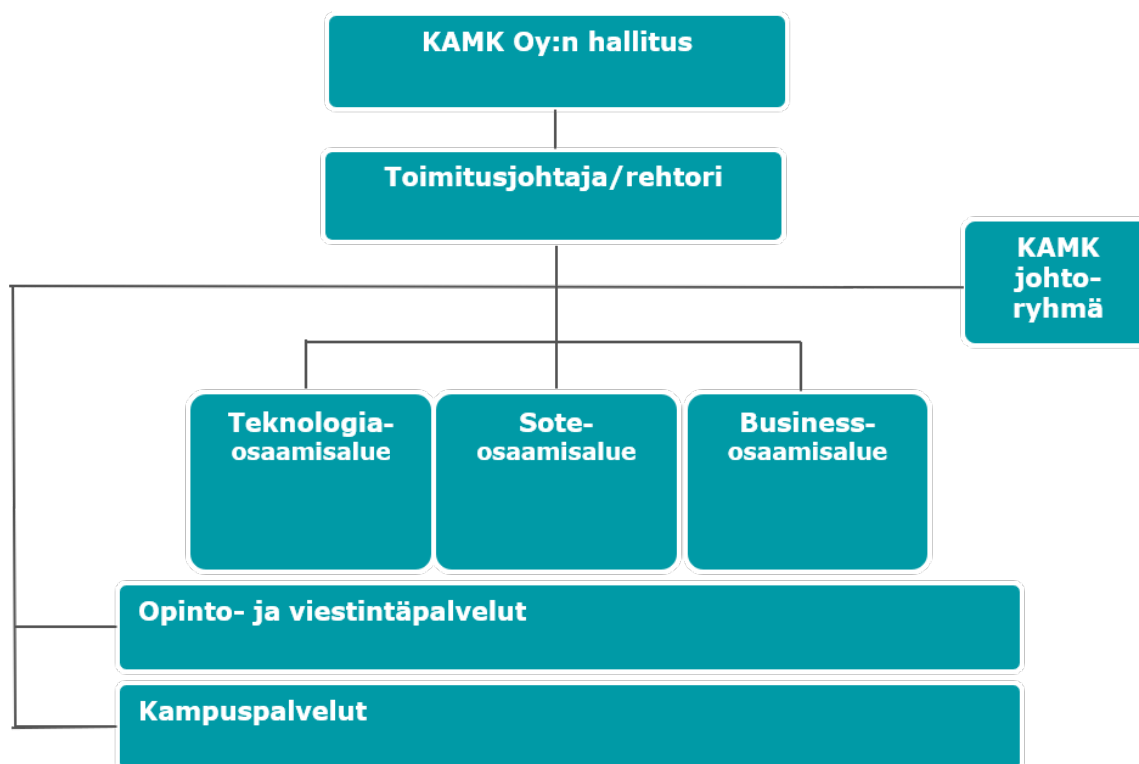 KAMK Oy:n hallitus
Toimitusjohtaja/rehtori
KAMK
johto-
ryhmä
Teknologia-
osaamisalue
Sote-
osaamisalue
Business-
osaamisalue
Opinto- ja viestintäpalvelut
Kampuspalvelut